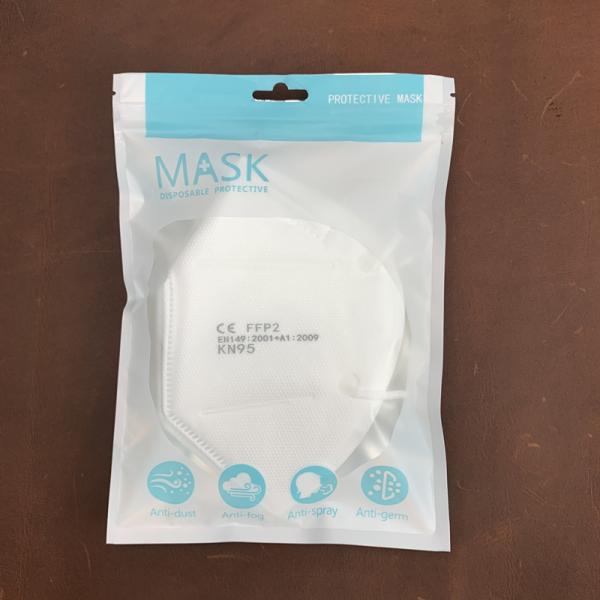 PROTECTIVE MASK
MASK
DISPOSABLE PROTECTIVE
CE FFP2
EN149:2001+A1:2009
KN95
Anti-dust
Anti-fog
Anti-spray
Anti-germ